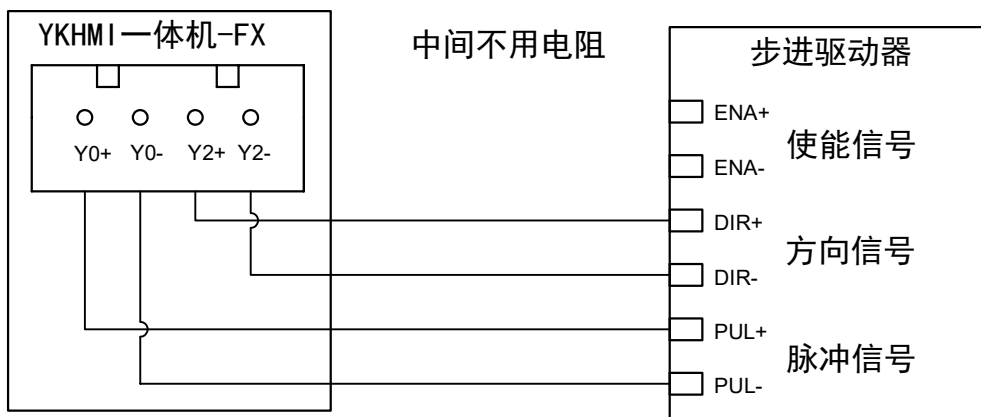 YKHMI一体机-FX
Y0+ Y0- Y2+ Y2-
中间不用电阻
步进驱动器
ENA+
使能信号
ENA-
DIR+
方向信号
DIR-
PUL+
脉冲信号
PUL-